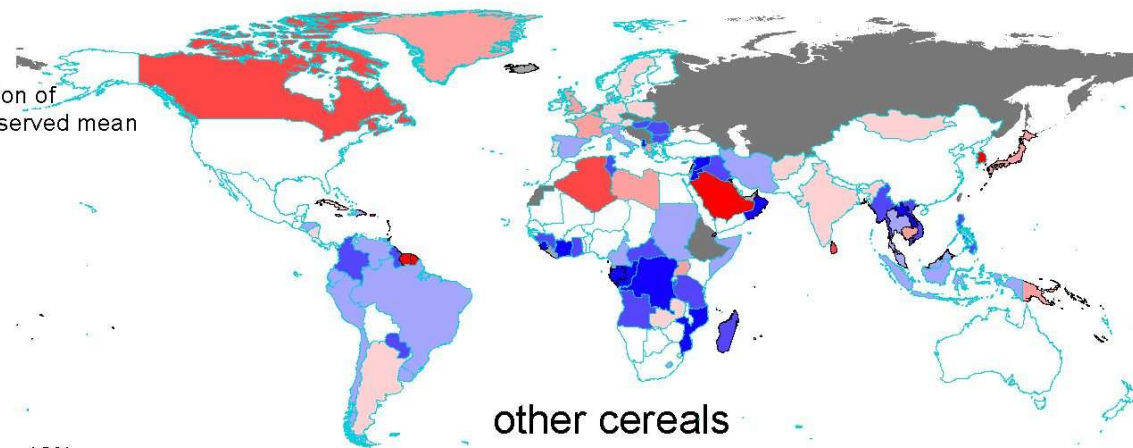 on of
served mean
other cereals